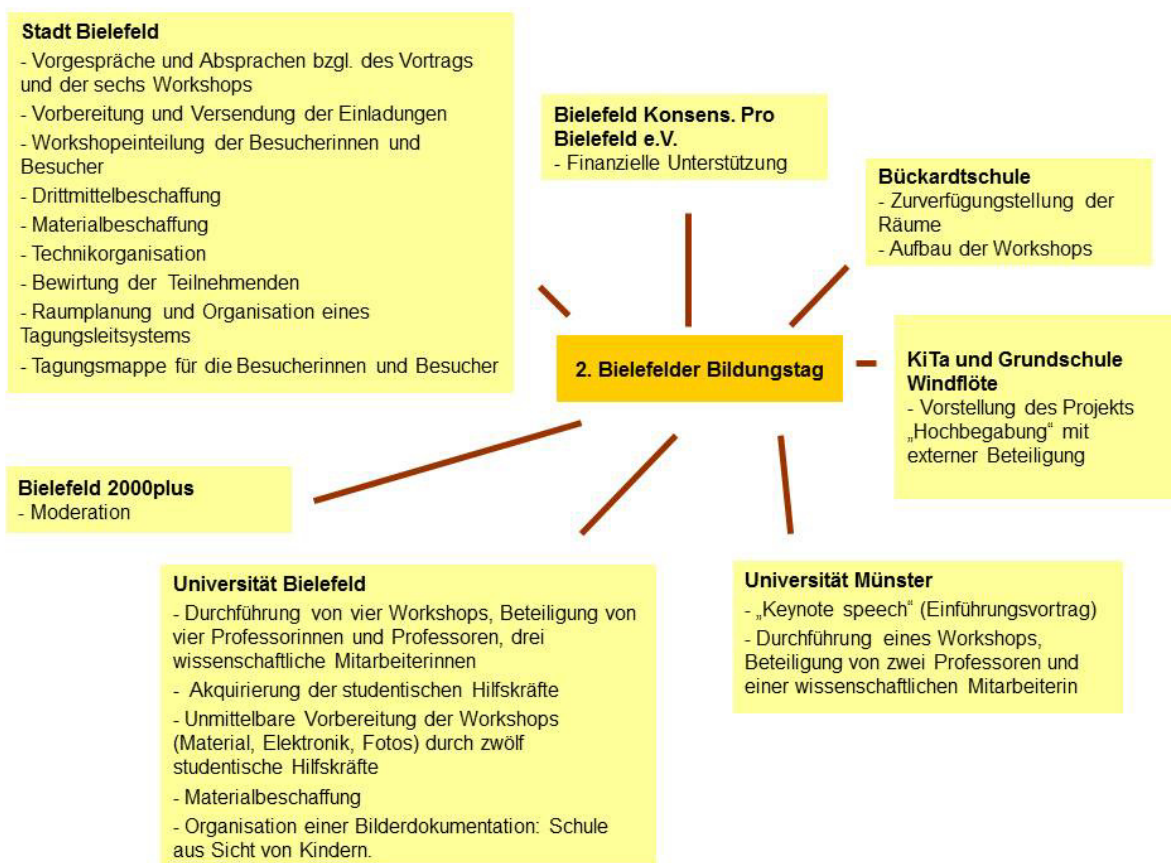 Stadt Bielefeld
- Vorgespräche und Absprachen bzgl. des Vortrags
und der sechs Workshops
- Vorbereitung und Versendung der Einladungen
- Workshopeinteilung der Besucherinnen und
Besucher
- Drittmittelbeschaffung
- Materialbeschaffung
- Technikorganisation
- Bewirtung der Teilnehmenden
- Raumplanung und Organisation eines
Tagungsleitsystems
- Tagungsmappe für die Besucherinnen und Besucher
Bielefeld Konsens. Pro
Bielefeld e.V.
- Finanzielle Unterstützung
Bückardtschule
- Zurverfügungstellung der
Räume
- Aufbau der Workshops
2. Bielefelder Bildungstag
KiTa und Grundschule
Windflöte
- Vorstellung des Projekts
„Hochbegabung“ mit
externer Beteiligung
Bielefeld 2000plus
- Moderation
Universität Bielefeld
- Durchführung von vier Workshops, Beteiligung von
vier Professorinnen und Professoren, drei
wissenschaftliche Mitarbeiterinnen
- Akquirierung der studentischen Hilfskräfte
- Unmittelbare Vorbereitung der Workshops
(Material, Elektronik, Fotos) durch zwölf
studentische Hilfskräfte
- Materialbeschaffung
- Organisation einer Bilderdokumentation: Schule
aus Sicht von Kindern.
Universität Münster
- „Keynote speech“ (Einführungsvortrag)
- Durchführung eines Workshops,
Beteiligung von zwei Professoren und
einer wissenschaftlichen Mitarbeiterin